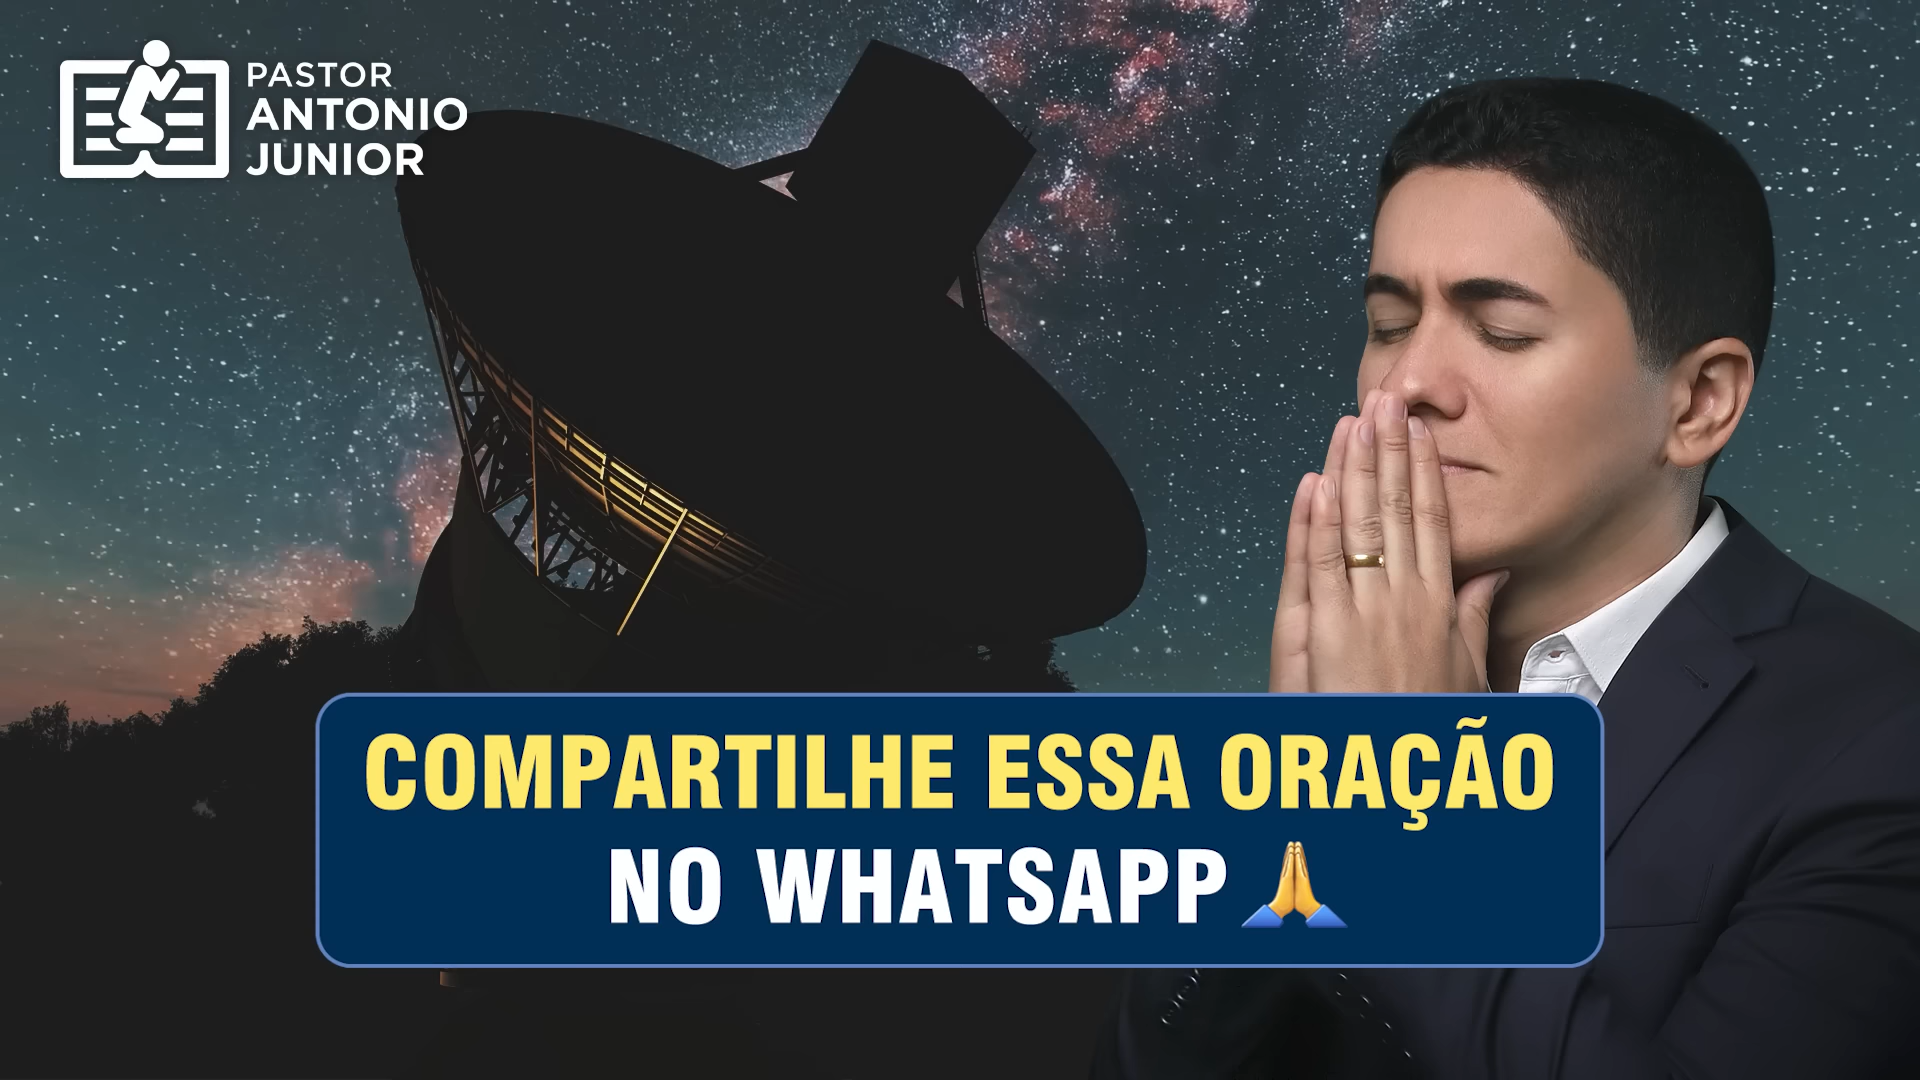 PASTOR
ANTONIO
JUNIOR
COMPARTILHE ESSA ORAÇÃO
NO WHATSAPP🙏